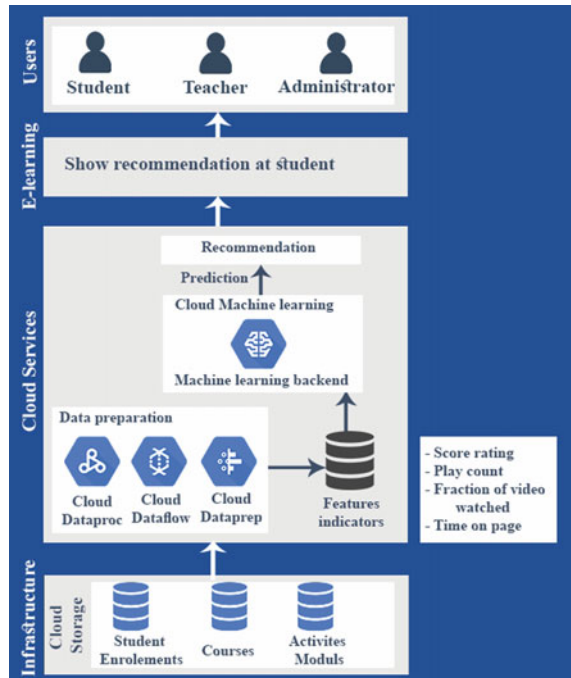 Users
Student
Teacher
Administrator
E-learning
Show recommendation at student
Cloud Services
Recommendation
Prediction
Cloud Machine learning
Machine learning backend
Data preparation
Cloud
Dataproc
Cloud
Dataflow
Cloud
Dataprep
Features
indicators
- Score rating
- Play count
- Fraction of video
watched
- Time on page
Infrastructure
Cloud
Storage
Student
Enrolements
Courses
Activites
Moduls